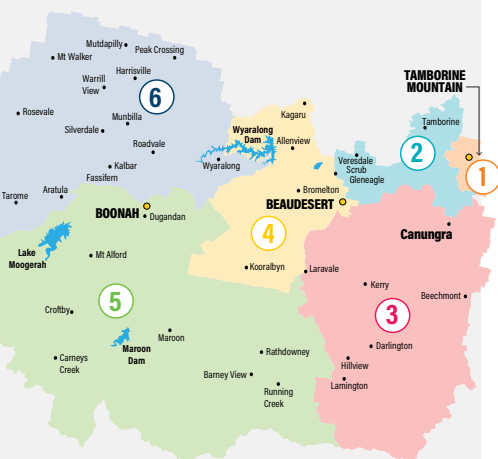 Mutdapilly
Peak Crossing
Mt Walker
Harrisville
Warrill
View
6
Rosevale
Munbilla
Silverdale
Roadvale
Kalbar
Fassifern
Tarome
Aratula
Kagaru
Wyaralong
Dam
Allenview
Wyaralong
TAMBORINE
MOUNTAIN
Tamborine
2
1
Veresdale
Scrub
Gleneagle
Bromelton
BEAUDESERT
BOONAH
Dugandan
4
Canungra
Lake
Moogerah
Mt Alford
Kooralbyn
Laravale
Kerry
Beechmont
5
Croftby
3
Maroon
Maroon
Dam
Carneys
Creek
Rathdowney
Barney View
Running
Creek
Darlington
Hillview
Lamington